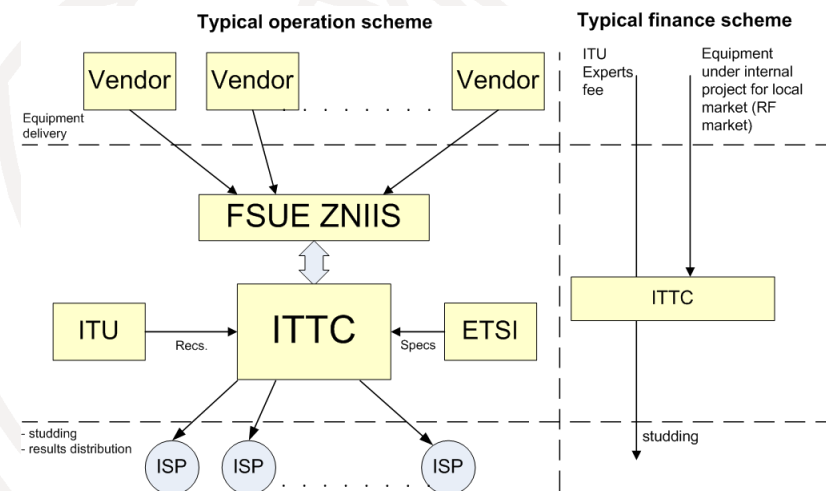 Typical operation scheme
Typical finance scheme
Vendor
Vendor
Vendor
. . . . . . . .
Equipment
delivery
ITU
Experts
fee
Equipment
under internal
project for local
market (RF
market)
FSUE ZNIIS
ITU
Recs.
ITTC
Specs
ETSI
ITTC
- studding
- results distribution
ISP
ISP
. . . . . . . .
ISP
studding